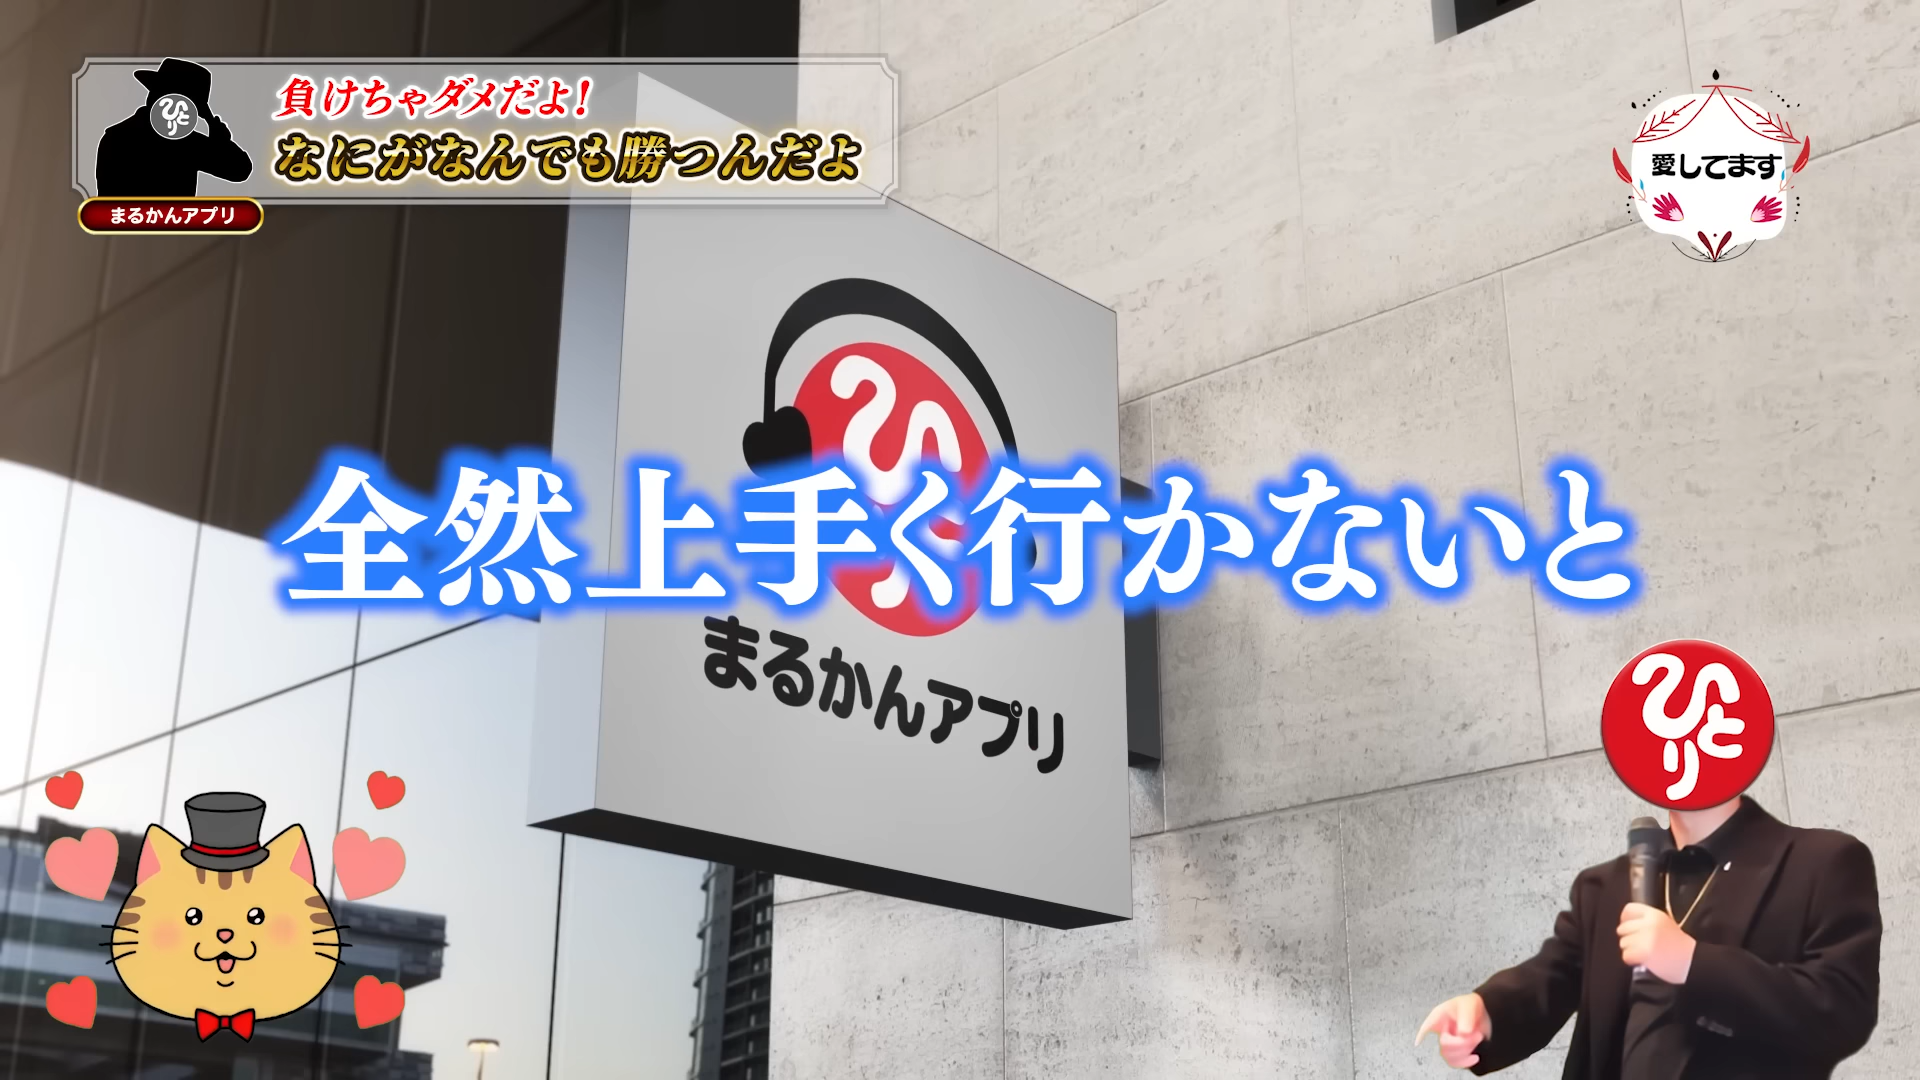 負けちゃダメだよ!
なにがなんでも勝つんだよ
ひとり
まるかんアプリ
愛してます
全然上手く行かないと
まるかんアプリ
ひとり